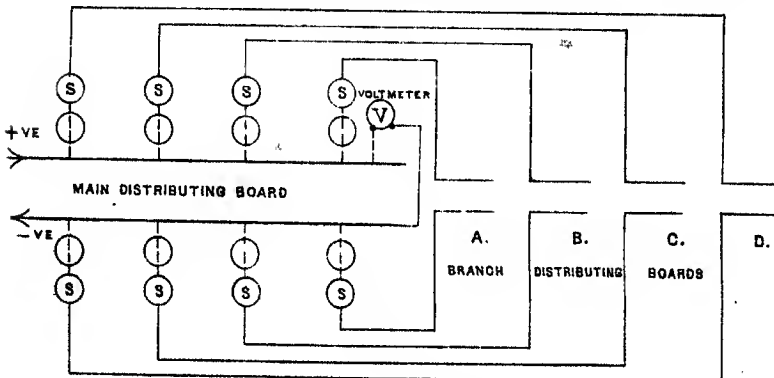 S S S S
VOLTMETER
V
+VE
MAIN DISTRIBUTING BOARD
-VE
S S S S
A. B. C. D.
BRANCH DISTRIBUTING BOARDS